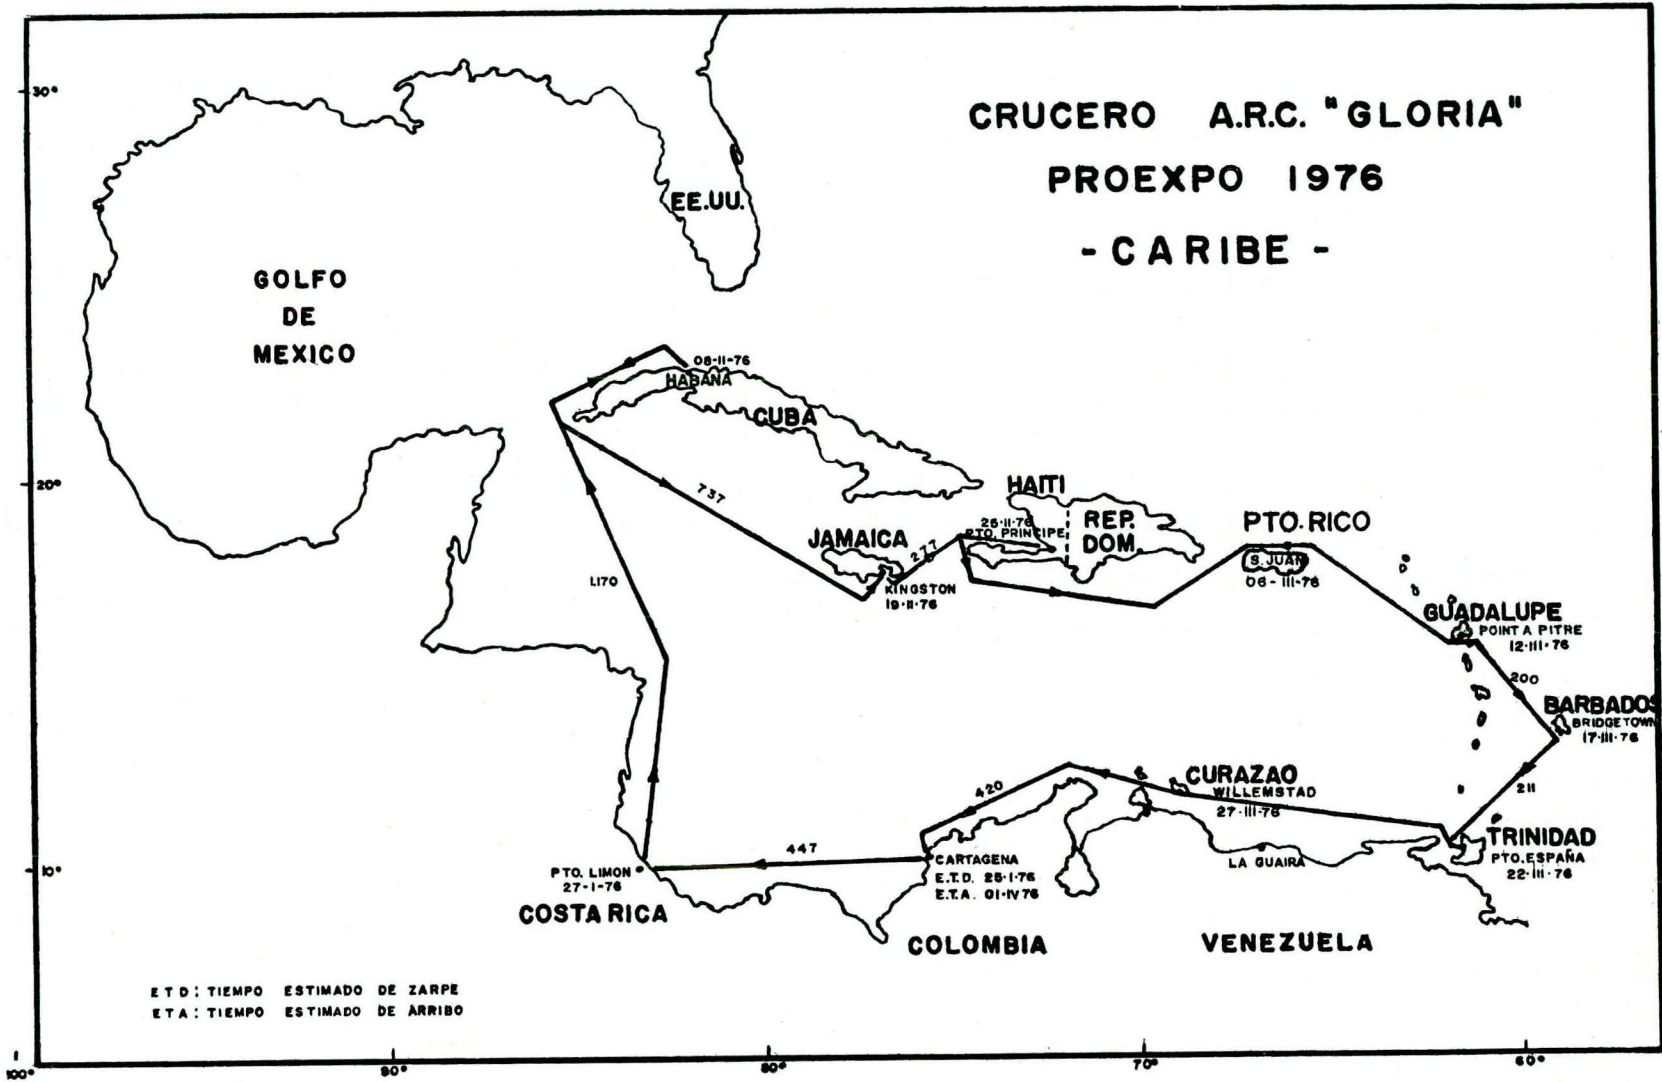 CRUCERO A.R.C. "GLORIA"
PROEXPO 1976
- CARIBE -
30°
EE.UU.
GOLFO
DE
MEXICO
08-II-76
HABANA
CUBA
20°
737
HAITI
25-II-76
PTO. PRINCIPE
REP.
DOM.
JAMAICA
277
KINGSTON
19-II-76
PTO. RICO
S. JUAN
06-III-76
1.170
GUADALUPE
POINT A PITRE
12-III-76
200
BARBADOS
BRIDGETOWN
17-III-76
211
CURAZAO
WILLEMSTAD
27-III-76
420
447
TRINIDAD
PTO. ESPAÑA
22-III-76
LA GUAIRA
CARTAGENA
E.T.D. 25-I-76
E.T.A. 01-IV-76
10°
PTO. LIMON
27-I-76
COSTA RICA
COLOMBIA
VENEZUELA
ETD: TIEMPO ESTIMADO DE ZARPE
ETA: TIEMPO ESTIMADO DE ARRIBO
100° 90° 80° 70° 60°